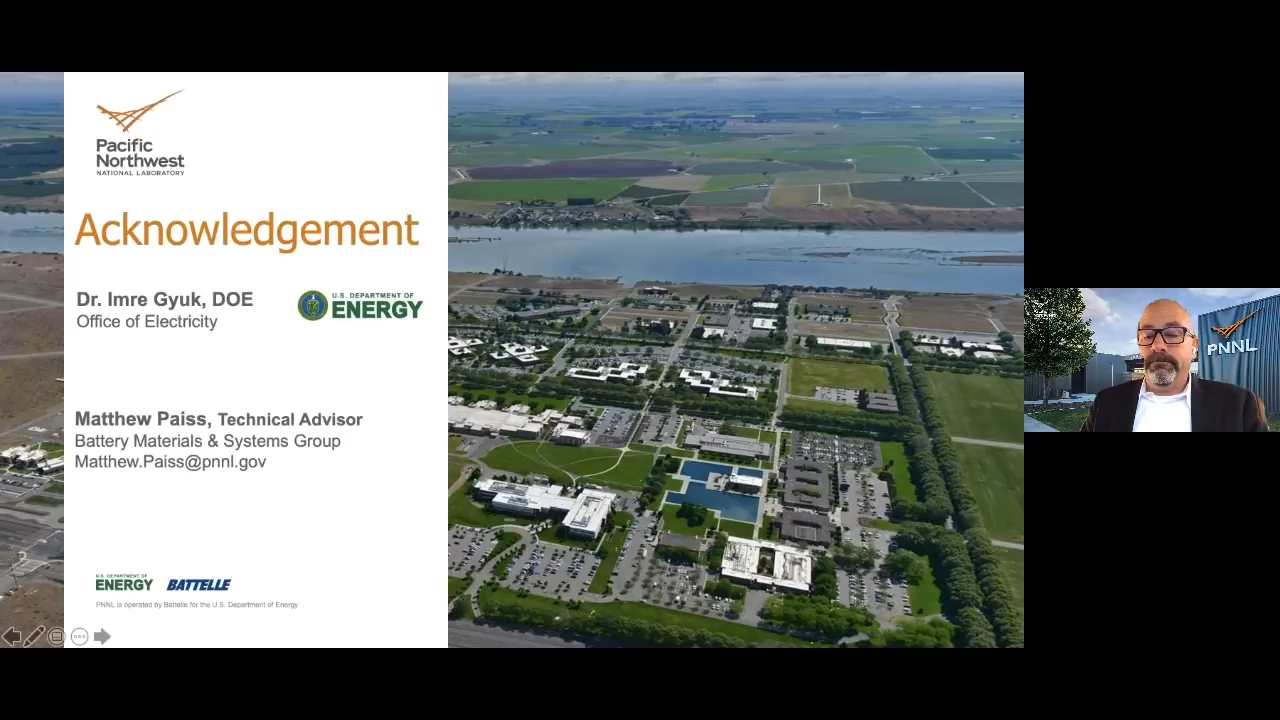 Pacific
Northwest
NATIONAL LABORATORY
Acknowledgement
Dr. Imre Gyuk, DOE
Office of Electricity
U.S. DEPARTMENT OF
ENERGY
Matthew Paiss, Technical Advisor
Battery Materials & Systems Group
Matthew.Paiss@pnnl.gov
U.S. DEPARTMENT OF
ENERGY
BATTELLE
PNNL is operated by Battelle for the U.S. Department of Energy
PNNL